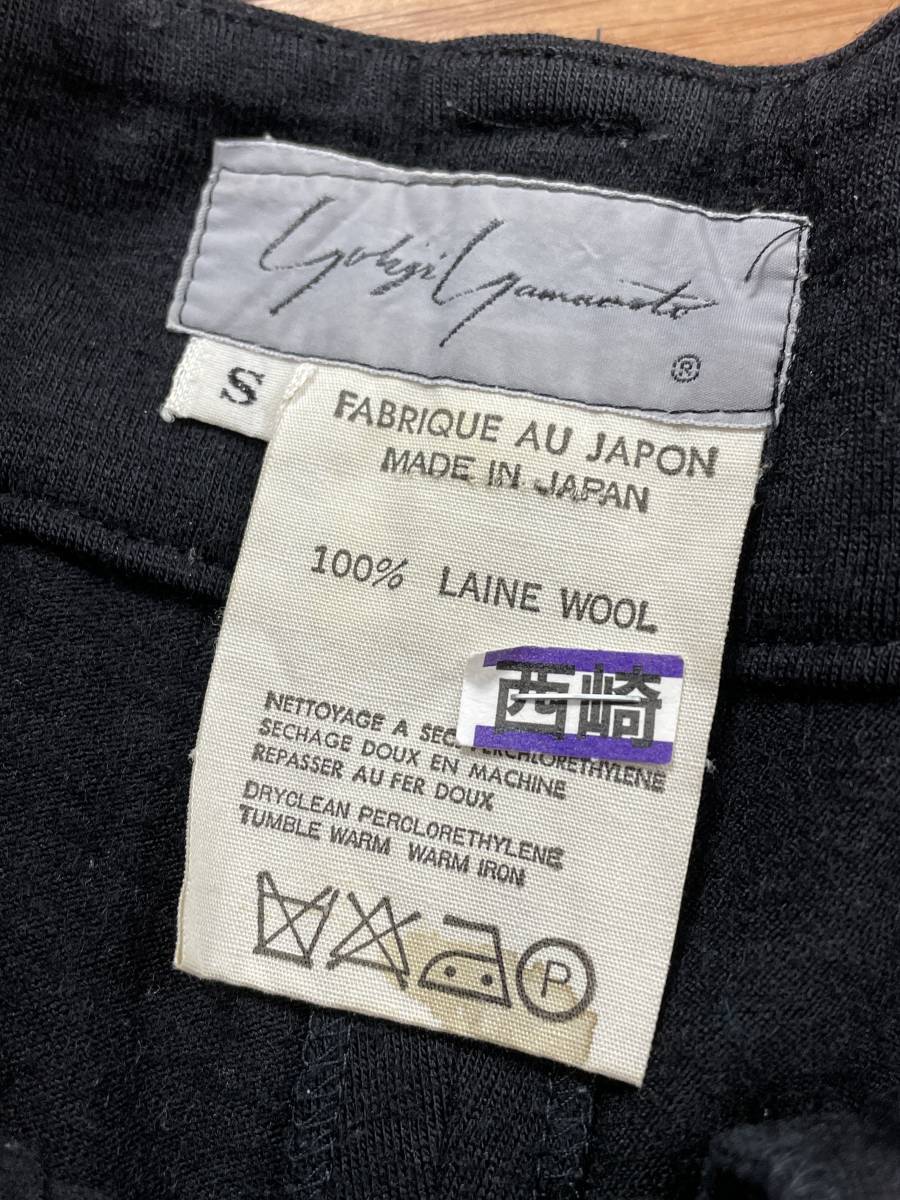 Yohji Yamamoto
®
S
FABRIQUE AU JAPON
MADE IN JAPAN
100% LAINE WOOL
西崎
NETTOYAGE A SEC. PERCHLORETHYLENE
SECHAGE DOUX EN MACHINE
REPASSER AU FER DOUX
DRYCLEAN PERCLORETHYLENE
TUMBLE WARM WARM IRON
P